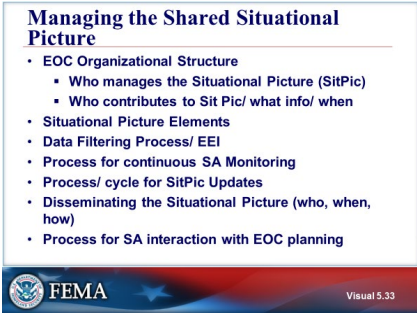 Managing the Shared Situational
Picture
• EOC Organizational Structure
▪ Who manages the Situational Picture (SitPic)
▪ Who contributes to Sit Pic/ what info/ when
• Situational Picture Elements
• Data Filtering Process/ EEI
• Process for continuous SA Monitoring
• Process/ cycle for SitPic Updates
• Disseminating the Situational Picture (who, when,
how)
• Process for SA interaction with EOC planning
FEMA
Visual 5.33